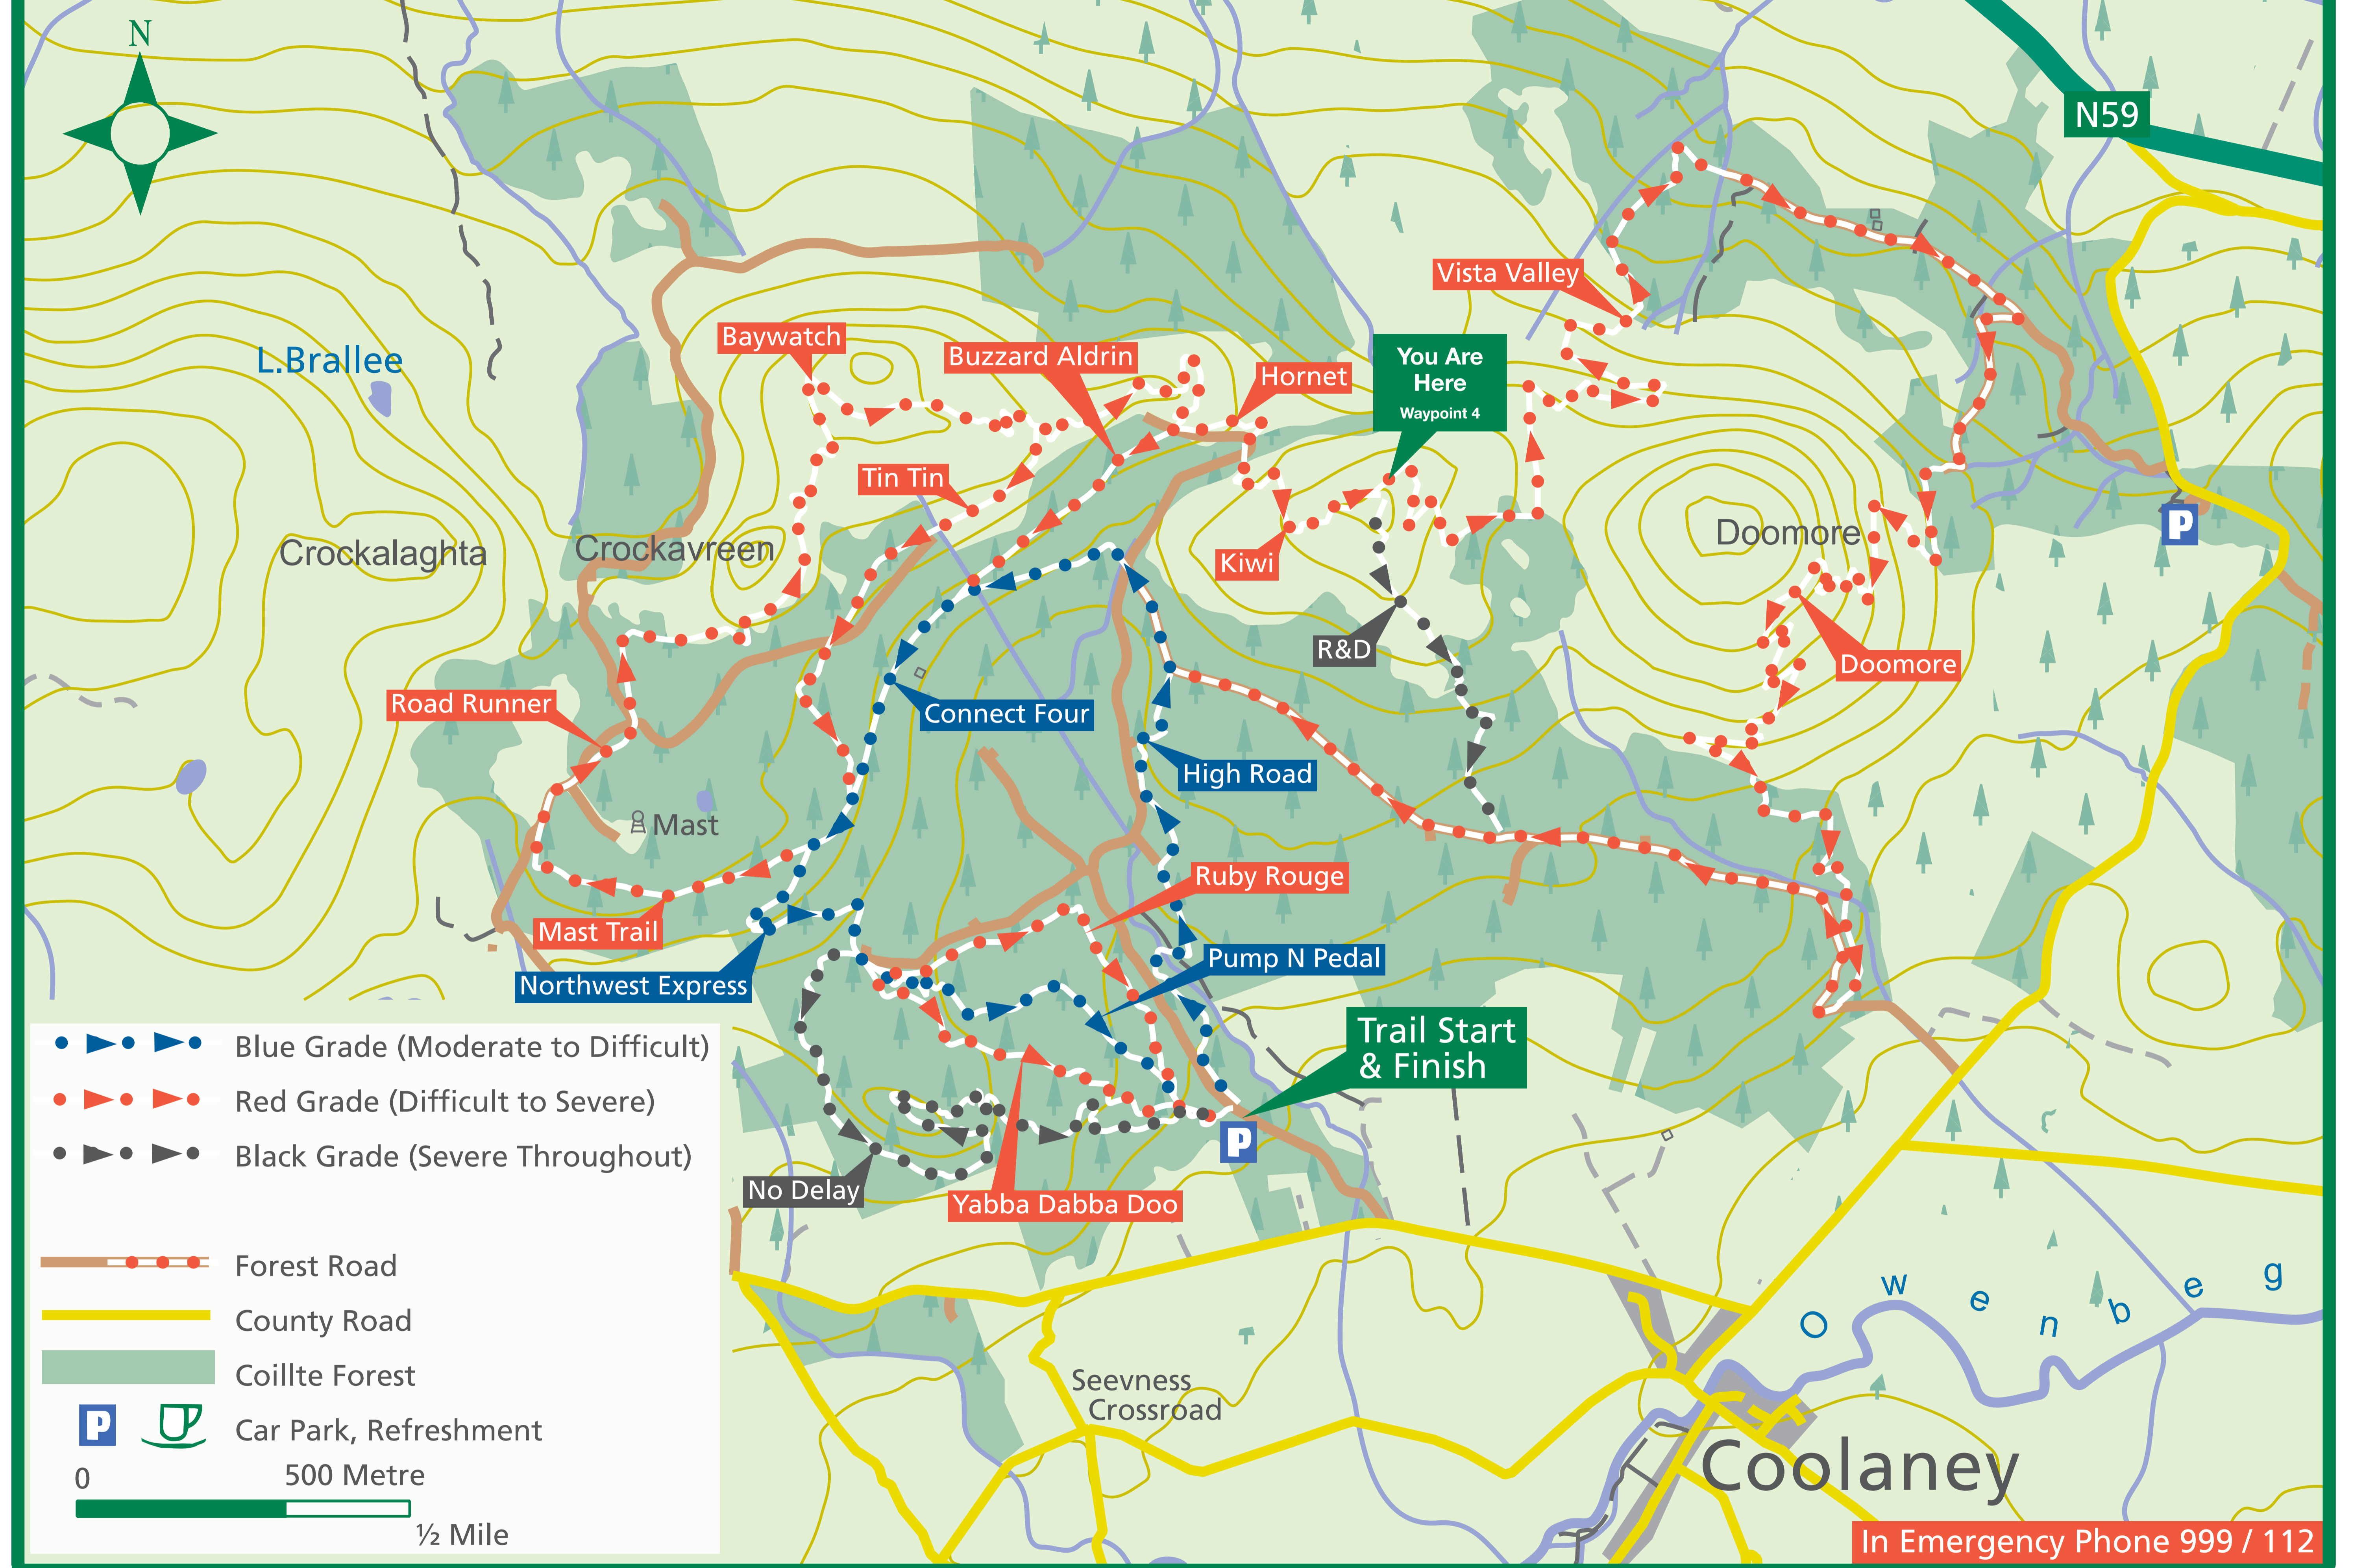 N
N59
Vista Valley
Baywatch
Buzzard Aldrin
Hornet
You Are
Here
Waypoint 4
L.Brallee
Tin Tin
Crockalaghta
Crockavreen
Kiwi
Doomore
R&D
Doomore
Road Runner
Connect Four
High Road
Mast
Ruby Rouge
Mast Trail
Northwest Express
Pump N Pedal
Trail Start
& Finish
P
P
No Delay
Yabba Dabba Doo
Blue Grade (Moderate to Difficult)
Red Grade (Difficult to Severe)
Black Grade (Severe Throughout)
Forest Road
County Road
Coillte Forest
P
Car Park, Refreshment
0
500 Metre
½ Mile
Owenbeg
Seevness
Crossroad
Coolaney
In Emergency Phone 999 / 112